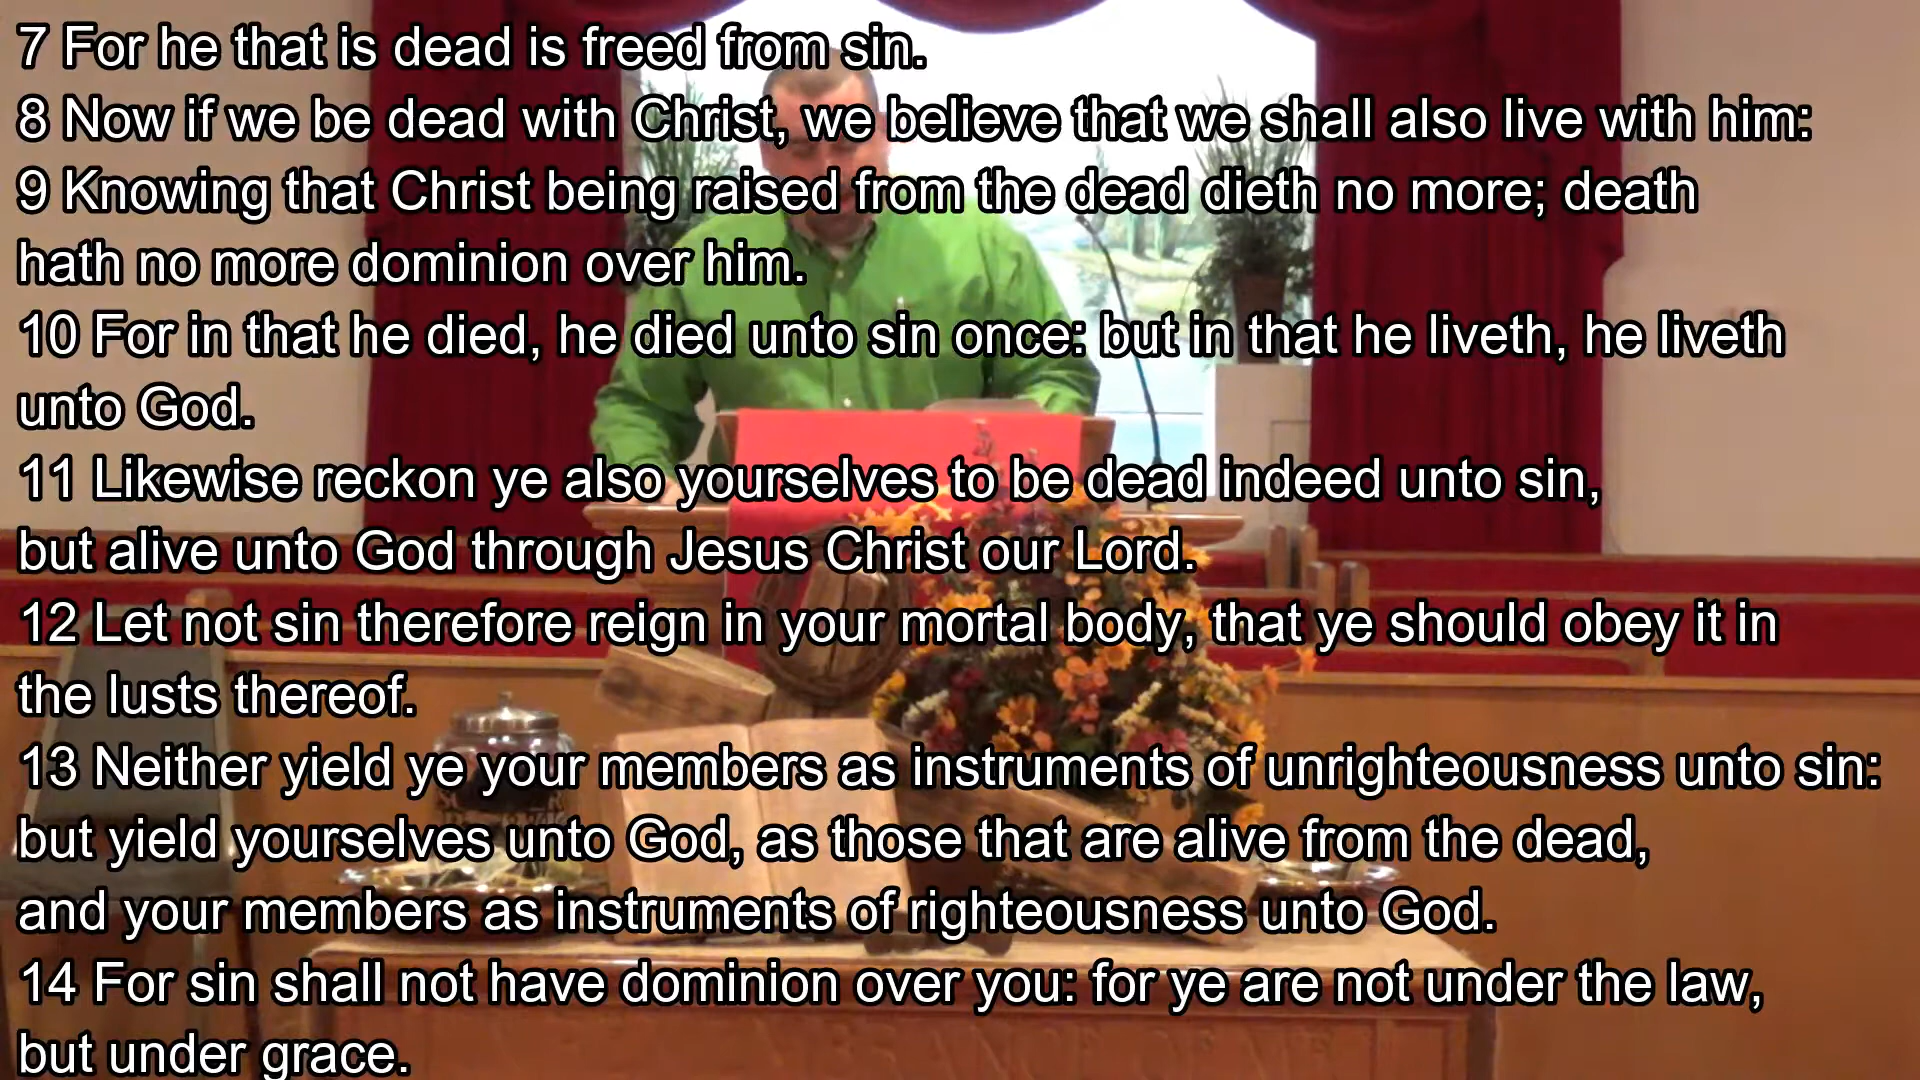 7 For he that is dead is freed from sin.
8 Now if we be dead with Christ, we believe that we shall also live with him:
9 Knowing that Christ being raised from the dead dieth no more; death
hath no more dominion over him.
10 For in that he died, he died unto sin once: but in that he liveth, he liveth
unto God.
11 Likewise reckon ye also yourselves to be dead indeed unto sin,
but alive unto God through Jesus Christ our Lord.
12 Let not sin therefore reign in your mortal body, that ye should obey it in
the lusts thereof.
13 Neither yield ye your members as instruments of unrighteousness unto sin:
but yield yourselves unto God, as those that are alive from the dead,
and your members as instruments of righteousness unto God.
14 For sin shall not have dominion over you: for ye are not under the law,
but under grace.